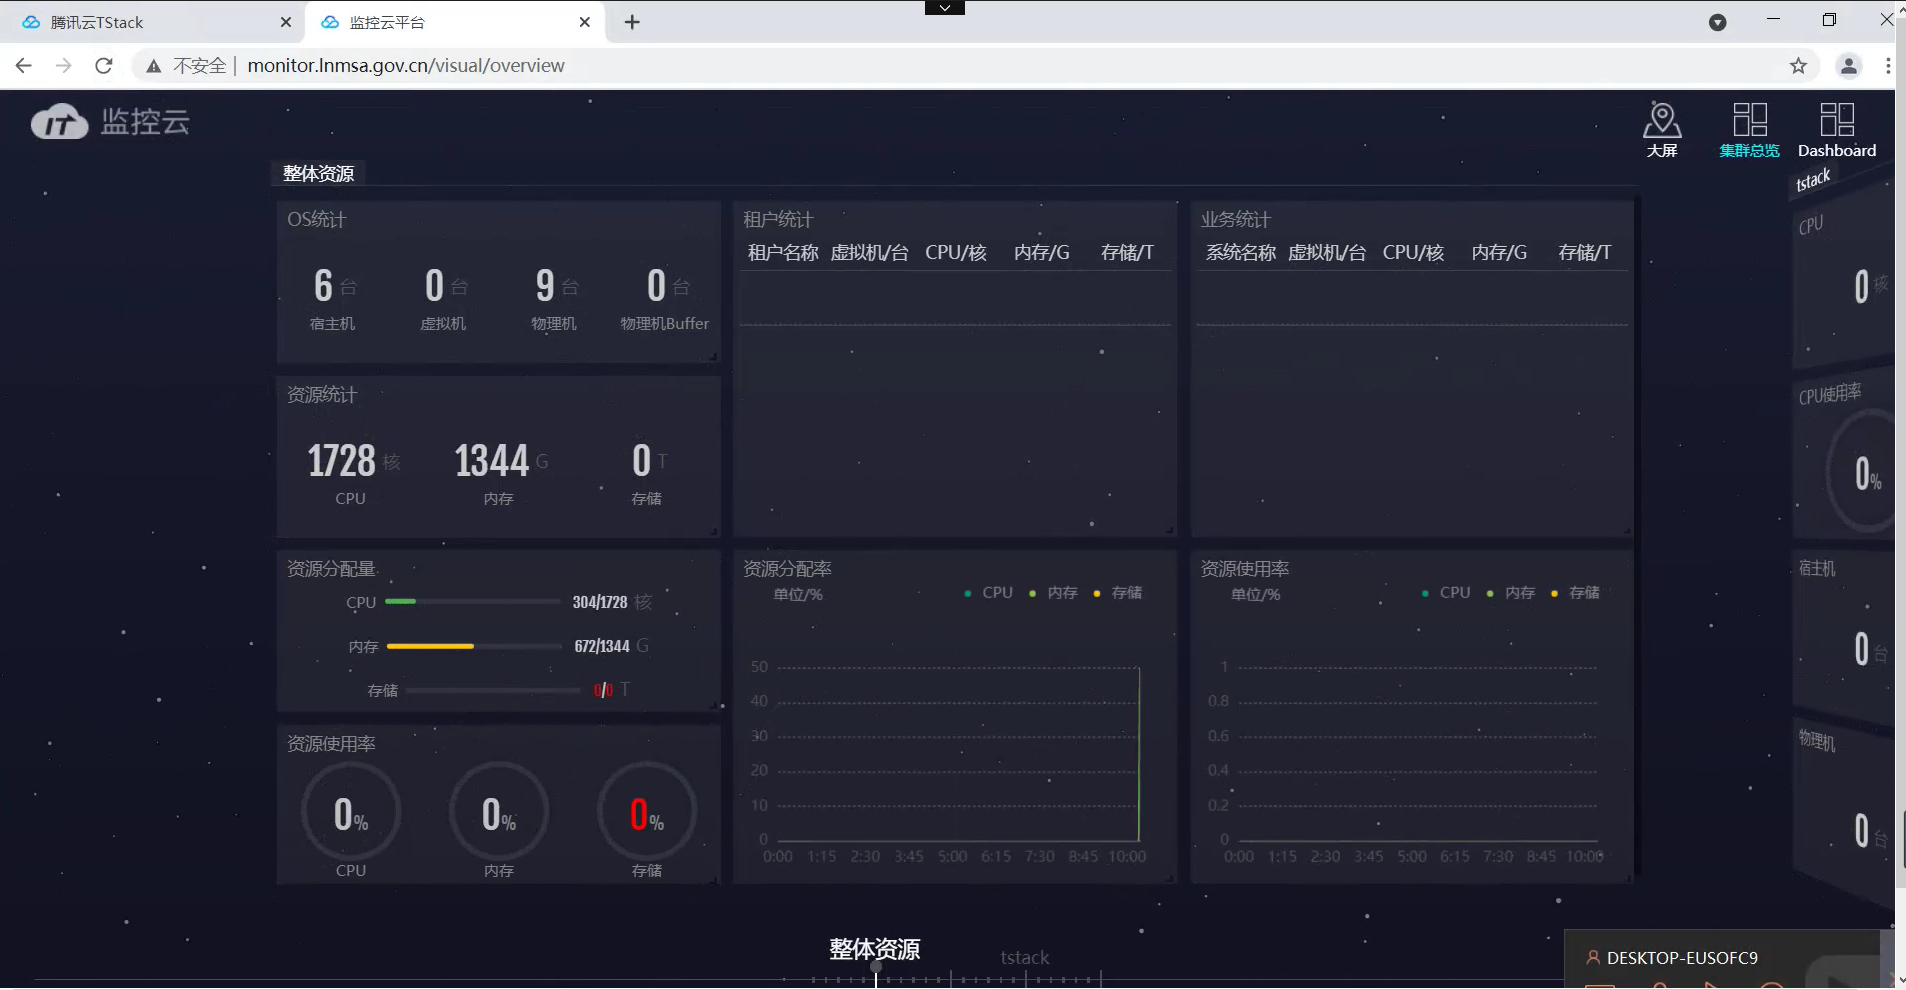 腾讯云TStack
监控云平台
不安全 | monitor.lnmsa.gov.cn/visual/overview
IT 监控云
大屏
集群总览
Dashboard
整体资源
OS统计
6 台
宿主机
0 台
虚拟机
9 台
物理机
0 台
物理机Buffer
租户统计
租户名称 虚拟机/台 CPU/核 内存/G 存储/T
业务统计
系统名称 虚拟机/台 CPU/核 内存/G 存储/T
资源统计
1728 核
CPU
1344 G
内存
0 T
存储
资源分配量
CPU 304/1728 核
内存 672/1344 G
存储 0/0 T
资源使用率
0%
CPU
0%
内存
0%
存储
资源分配率
单位/%
CPU 内存 存储
50
40
30
20
10
0
0:00 1:15 2:30 3:45 5:00 6:15 7:30 8:45 10:00
资源使用率
单位/%
CPU 内存 存储
1
0.8
0.6
0.4
0.2
0
0:00 1:15 2:30 3:45 5:00 6:15 7:30 8:45 10:00
tstack
CPU
0 核
CPU使用率
0%
宿主机
0 台
物理机
0 台
整体资源
tstack
DESKTOP-EUSOFC9